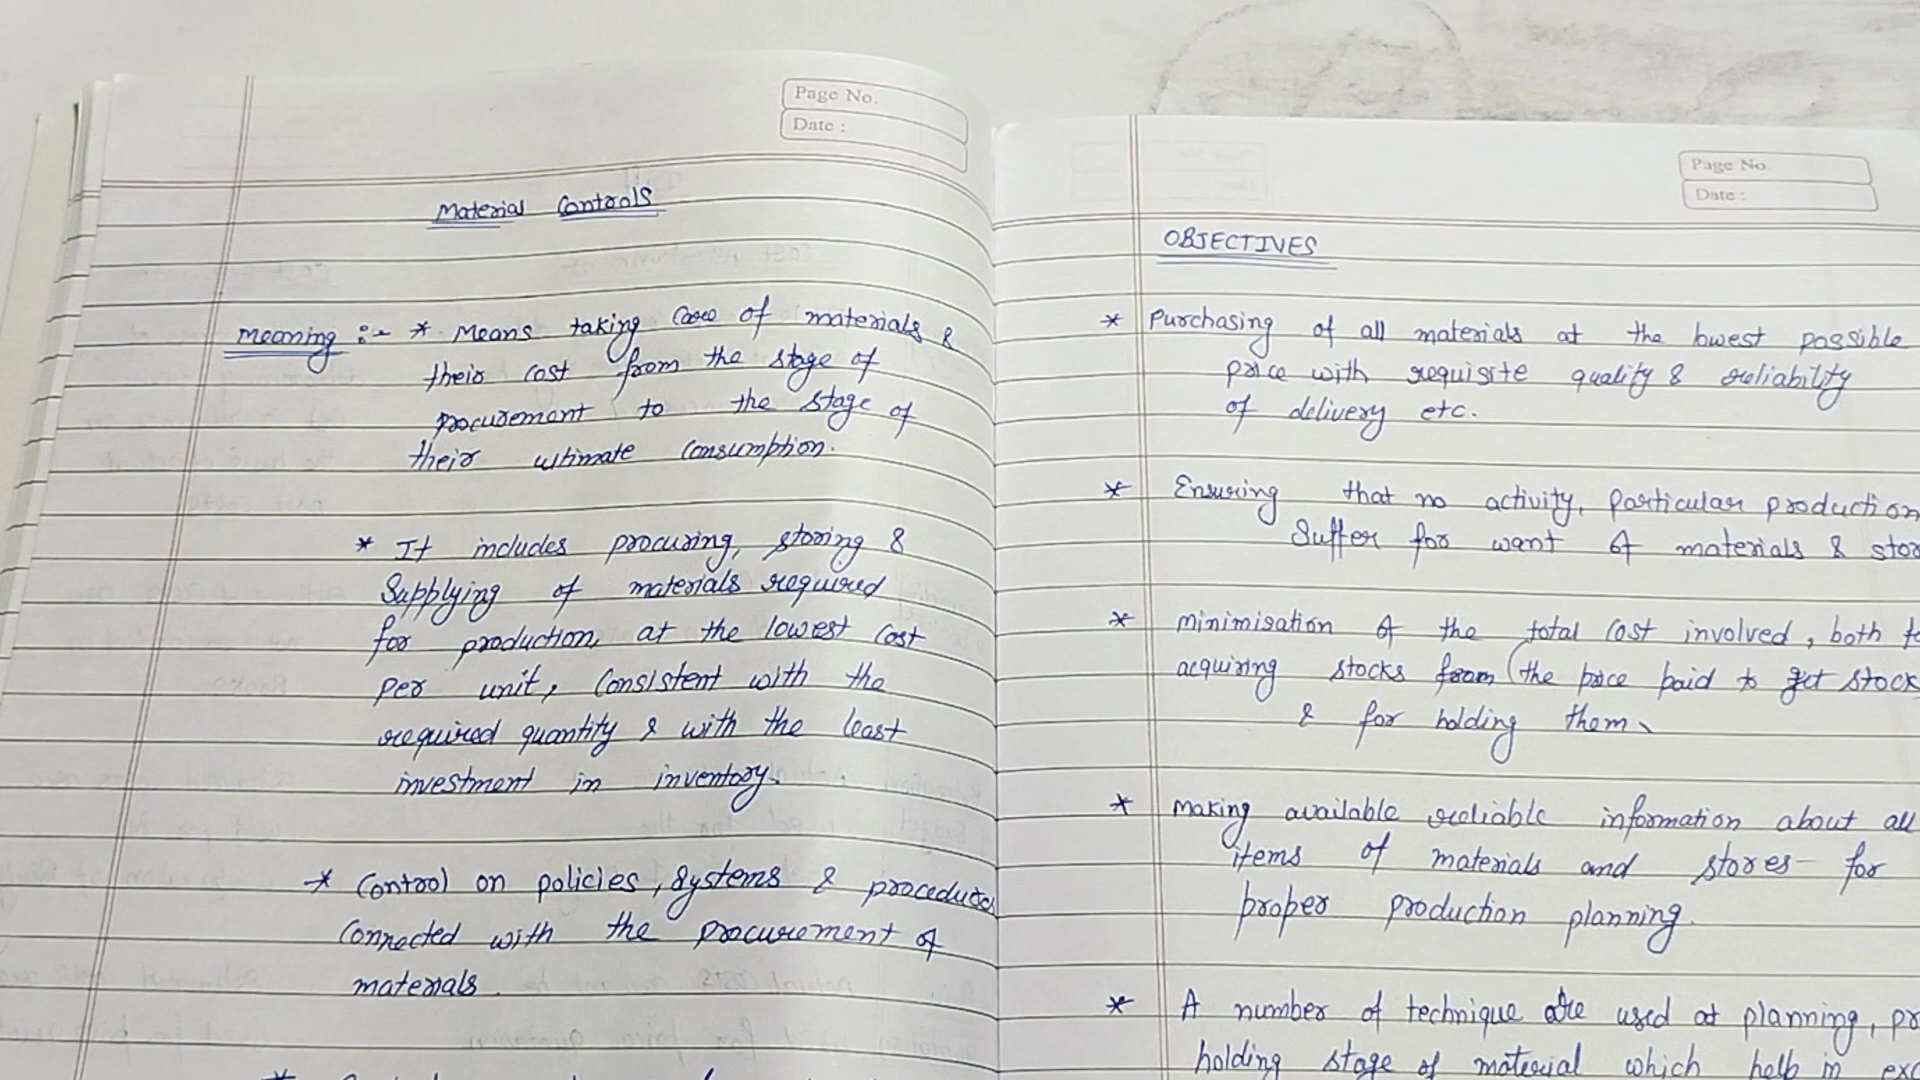 Page No.
Date :
Material Controls
Meaning :- * Means taking care of materials &
their cost from the stage of
procurement to the stage of
their ultimate consumption.
* It includes procuring, storing &
Supplying of materials required
for production, at the lowest cost
per unit, consistent with the
required quantity & with the least
investment in inventory.
* Control on policies, systems & procedures
connected with the procurement of
materials.
Page No.
Date :
OBJECTIVES
* Purchasing of all materials at the lowest possible
price with requisite quality & reliability
of delivery etc.
* Ensuring that no activity, particular production
Suffer for want of materials & stor
* minimisation of the total cost involved, both
acquiring stocks from (the price paid to get stock
& for holding them.
* Making available reliable information about all
items of materials and stores - for
proper production planning.
* A number of technique are used at planning, pr
holding stage of material which help in exc